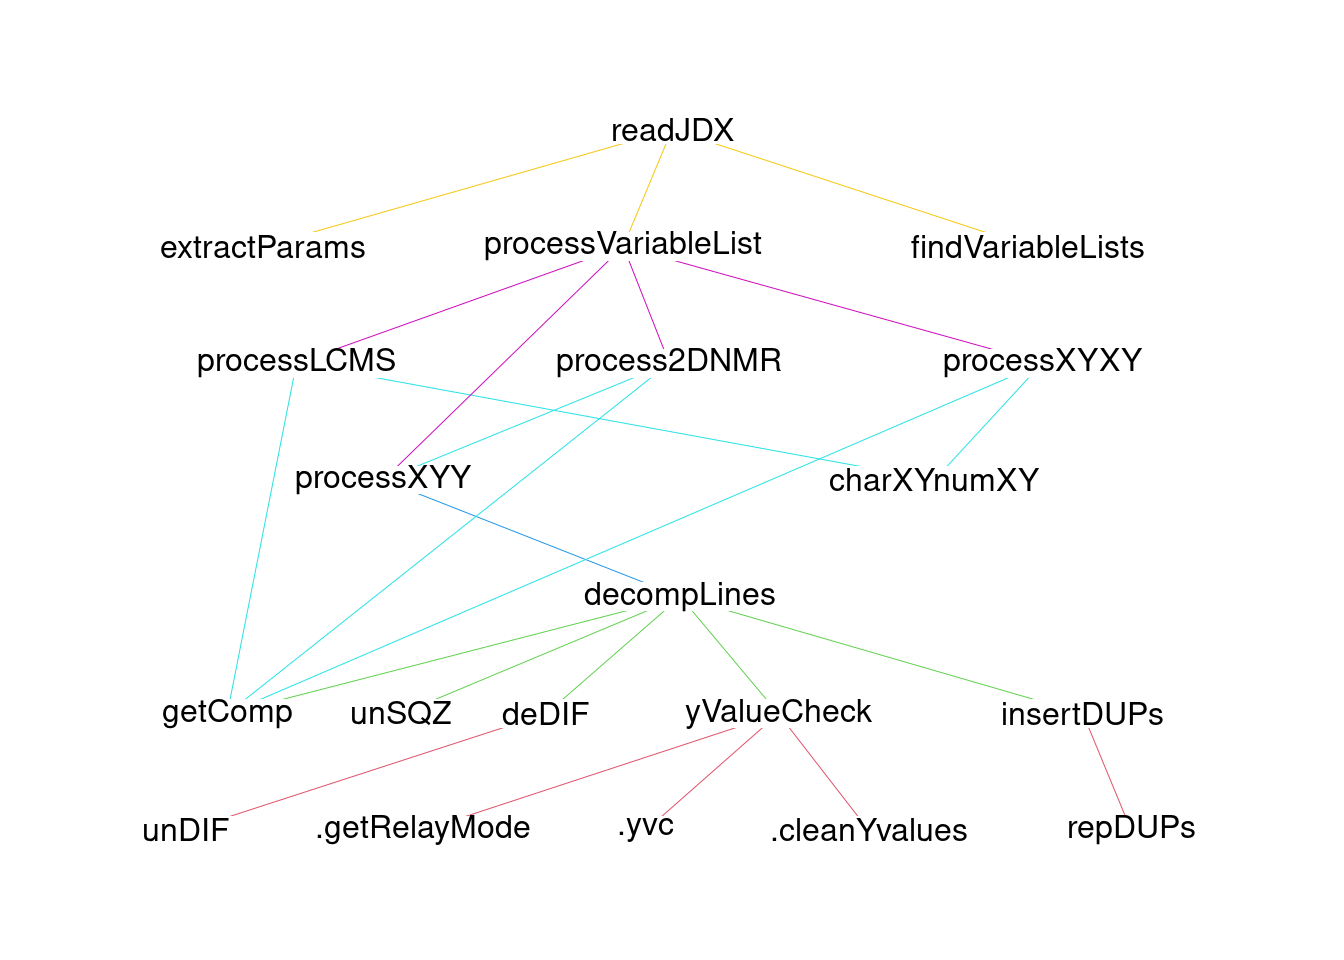 readJDX
extractParams processVariableList findVariableLists
processLCMS process2DNMR processXYXY
processXYY charXYnumXY
decompLines
getComp unSQZ deDIF yValueCheck insertDUPs
unDIF .getRelayMode .yvc .cleanYvalues repDUPs